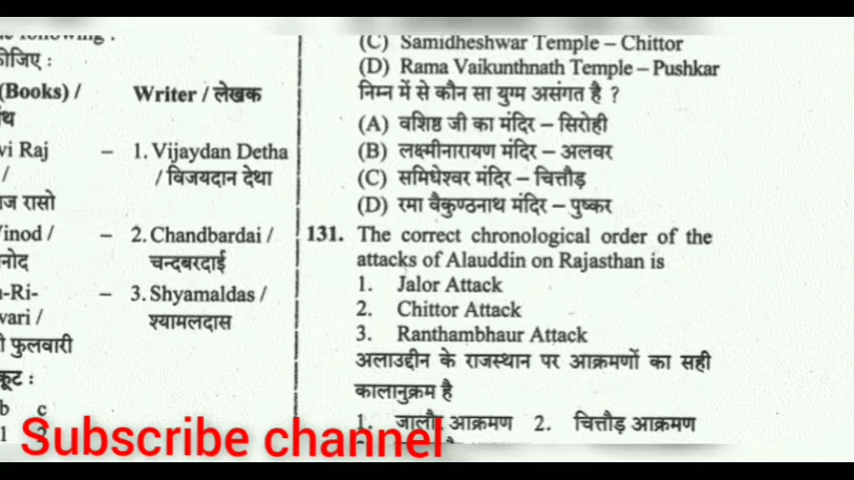 कीजिए :
(Books) /
Writer / लेखक
vi Raj
– 1. Vijaydan Detha
/
/ विजयदान देथा
रासो
Vinod /
– 2. Chandbardai /
चन्दबरदाई
-Ri-
– 3. Shyamaldas /
vari /
श्यामलदास
फुलवारी
कूट :
b c
1
(C) Samidheshwar Temple – Chittor
(D) Rama Vaikunthnath Temple – Pushkar
निम्न में से कौन सा युग्म असंगत है ?
(A) वशिष्ठ जी का मंदिर – सिरोही
(B) लक्ष्मीनारायण मंदिर – अलवर
(C) समिधेश्वर मंदिर – चित्तौड़
(D) रमा वैकुण्ठनाथ मंदिर – पुष्कर
131. The correct chronological order of the
attacks of Alauddin on Rajasthan is
1. Jalor Attack
2. Chittor Attack
3. Ranthambhaur Attack
अलाउद्दीन के राजस्थान पर आक्रमणों का सही
कालानुक्रम है
1. जालौर आक्रमण 2. चित्तौड़ आक्रमण
Subscribe channel